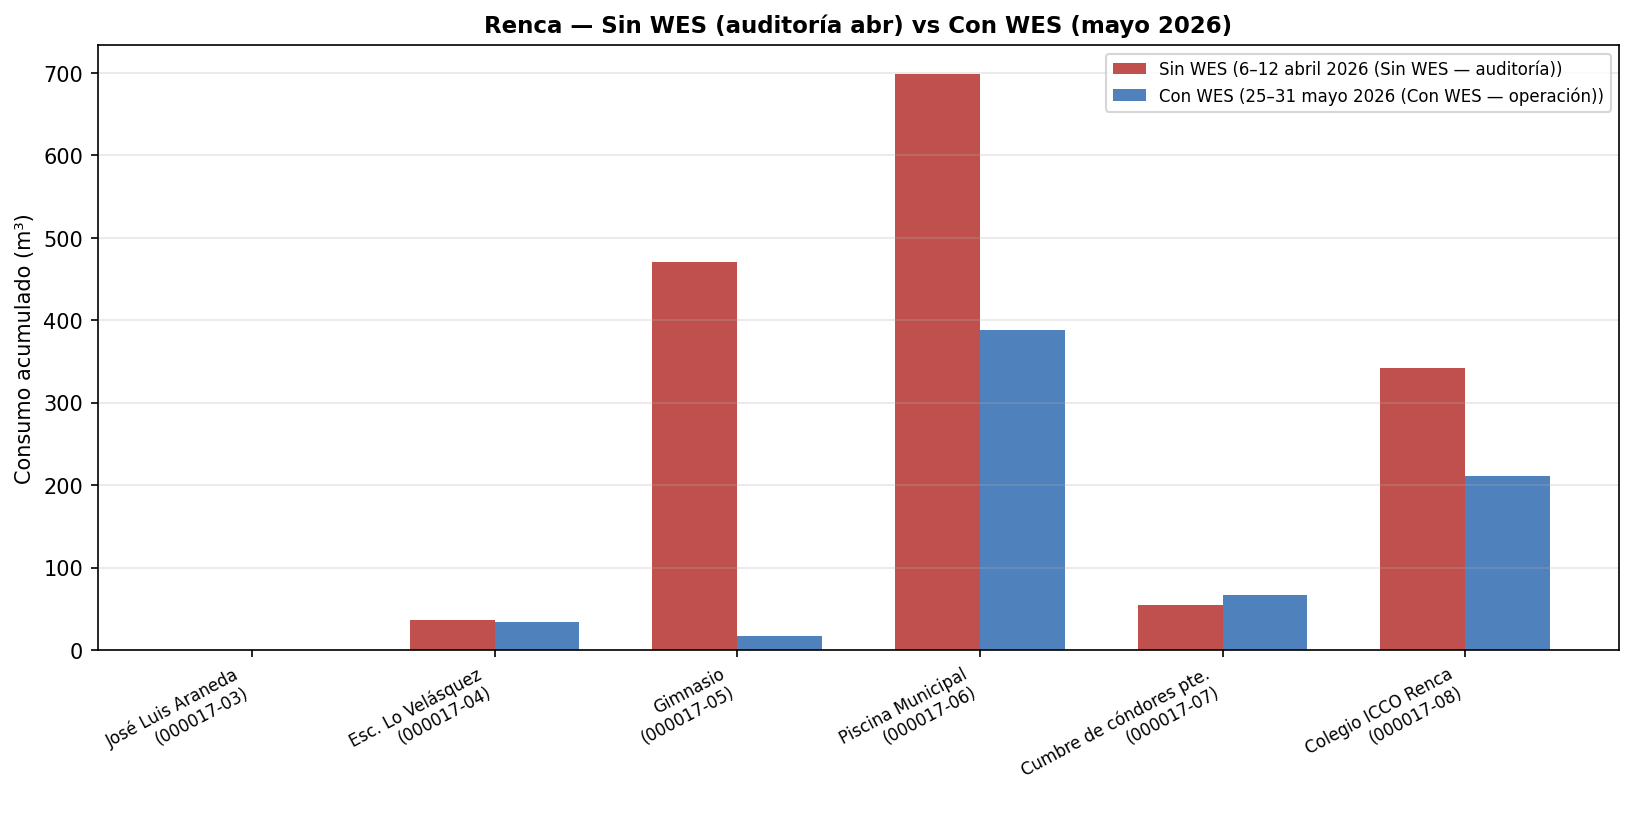 Renca — Sin WES (auditoría abr) vs Con WES (mayo 2026)
Sin WES (6–12 abril 2026 (Sin WES — auditoría))
Con WES (25–31 mayo 2026 (Con WES — operación))
Consumo acumulado (m³)
700
600
500
400
300
200
100
0
José Luis Araneda
(000017-03)
Esc. Lo Velásquez
(000017-04)
Gimnasio
(000017-05)
Piscina Municipal
(000017-06)
Cumbre de cóndores pte.
(000017-07)
Colegio ICCO Renca
(000017-08)